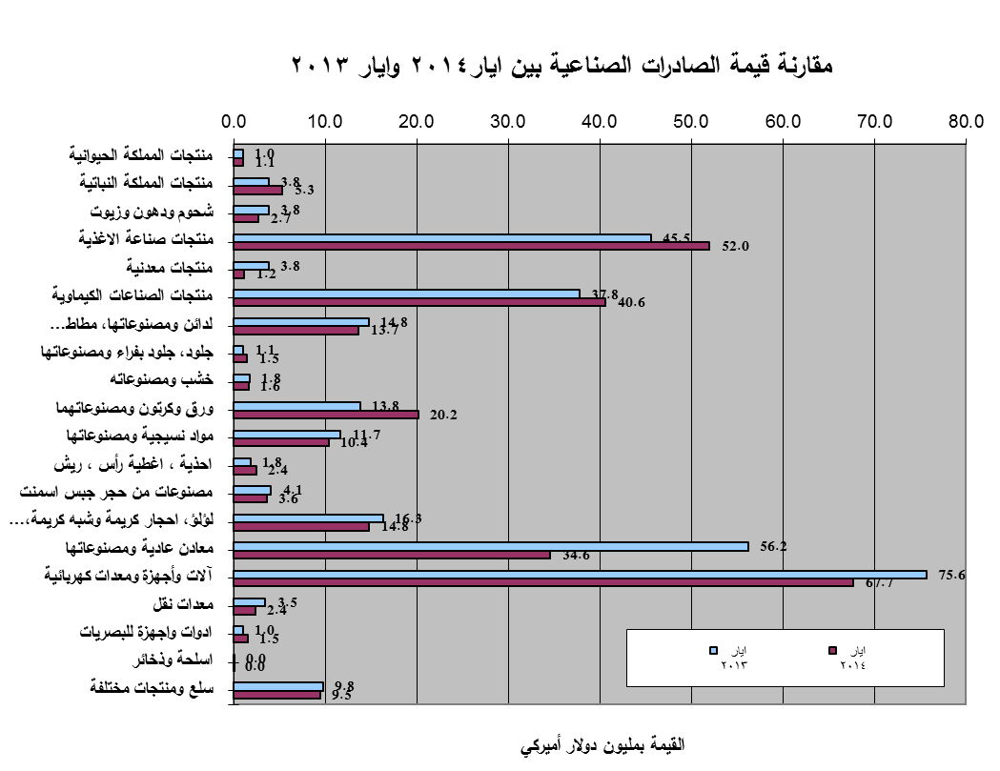 مقارنة قيمة الصادرات الصناعية بين ايار٢٠١٤ وايار ٢٠١٣
0.0 10.0 20.0 30.0 40.0 50.0 60.0 70.0 80.0
منتجات المملكة الحيوانية 1.0
1.1
منتجات المملكة النباتية 3.8
5.3
شحوم ودهون وزيوت 3.8
2.7
منتجات صناعة الاغذية 45.5
52.0
منتجات معدنية 3.8
1.2
منتجات الصناعات الكيماوية 37.8
40.6
لدائن ومصنوعاتها، مطاط... 14.8
13.7
جلود، جلود بفراء ومصنوعاتها 1.1
1.5
خشب ومصنوعاته 1.8
1.6
ورق وكرتون ومصنوعاتهما 13.8
20.2
مواد نسيجية ومصنوعاتها 11.7
10.4
احذية ، اغطية رأس ، ريش 1.8
2.4
مصنوعات من حجر جبس اسمنت 4.1
3.6
لؤلؤ، احجار كريمة وشبه كريمة،... 16.3
14.8
معادن عادية ومصنوعاتها 56.2
34.6
آلات وأجهزة ومعدات كهربائية 75.6
67.7
معدات نقل 3.5
2.4
ادوات واجهزة للبصريات 1.0
1.5
اسلحة وذخائر 0.0
0.0
سلع ومنتجات مختلفة 9.8
9.5
ايار ٢٠١٣
ايار ٢٠١٤
القيمة بمليون دولار أميركي